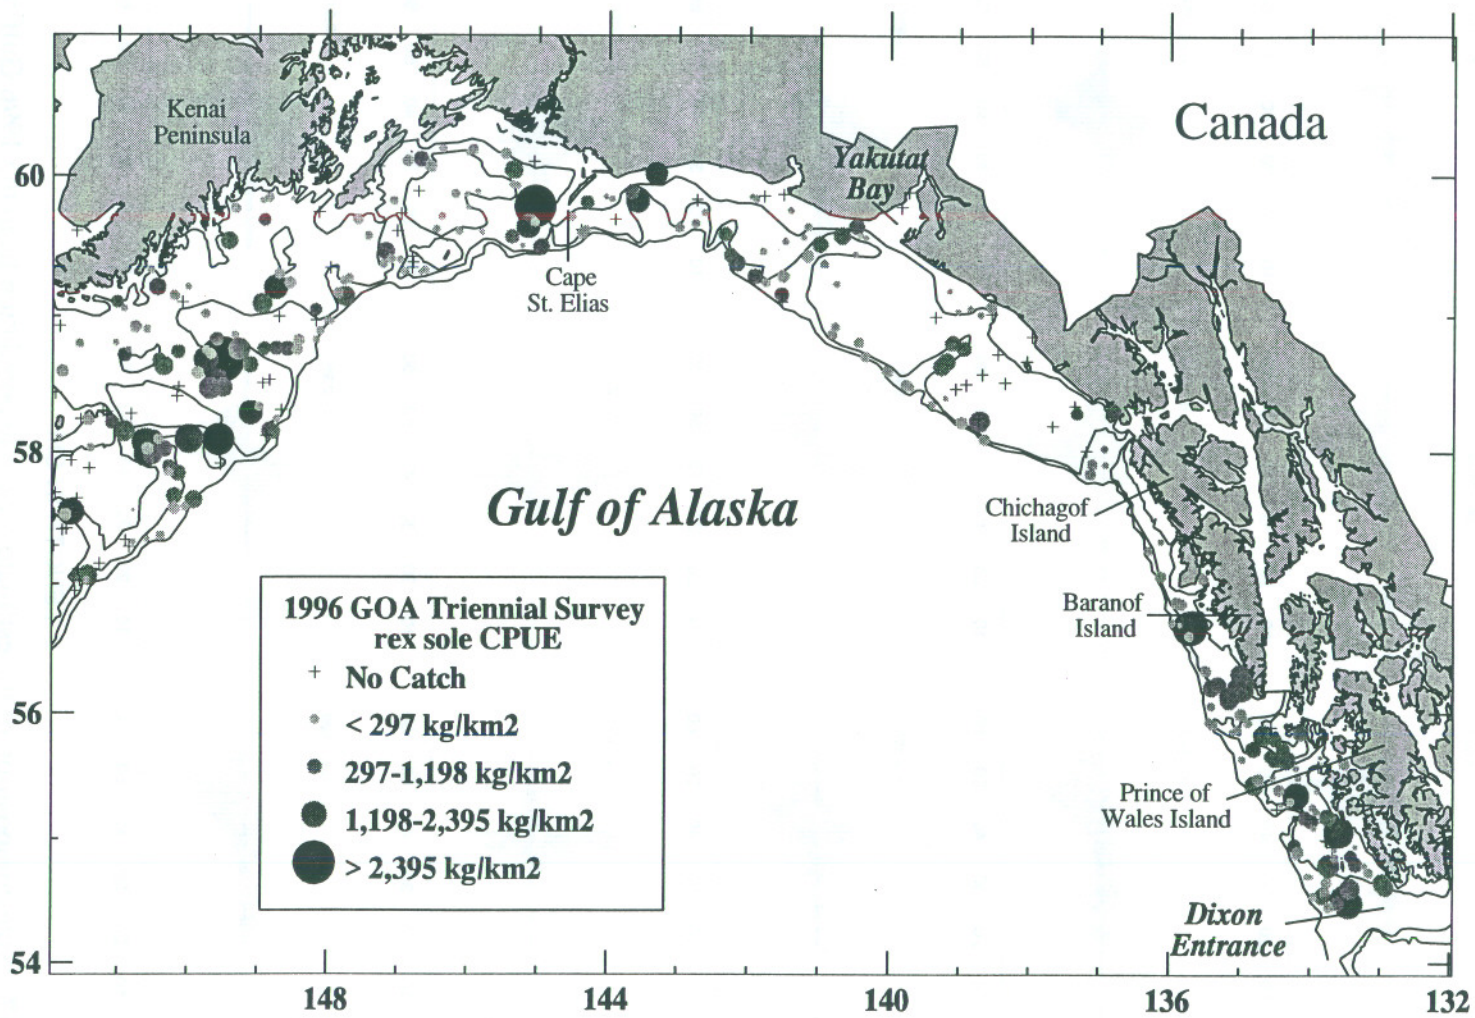 Canada
Kenai
Peninsula
Yakutat
Bay
60
Cape
St. Elias
58
Gulf of Alaska
Chichagof
Island
Baranof
Island
1996 GOA Triennial Survey
rex sole CPUE
+ No Catch
< 297 kg/km2
297-1,198 kg/km2
1,198-2,395 kg/km2
> 2,395 kg/km2
56
Prince of
Wales Island
Dixon
Entrance
54
148
144
140
136
132